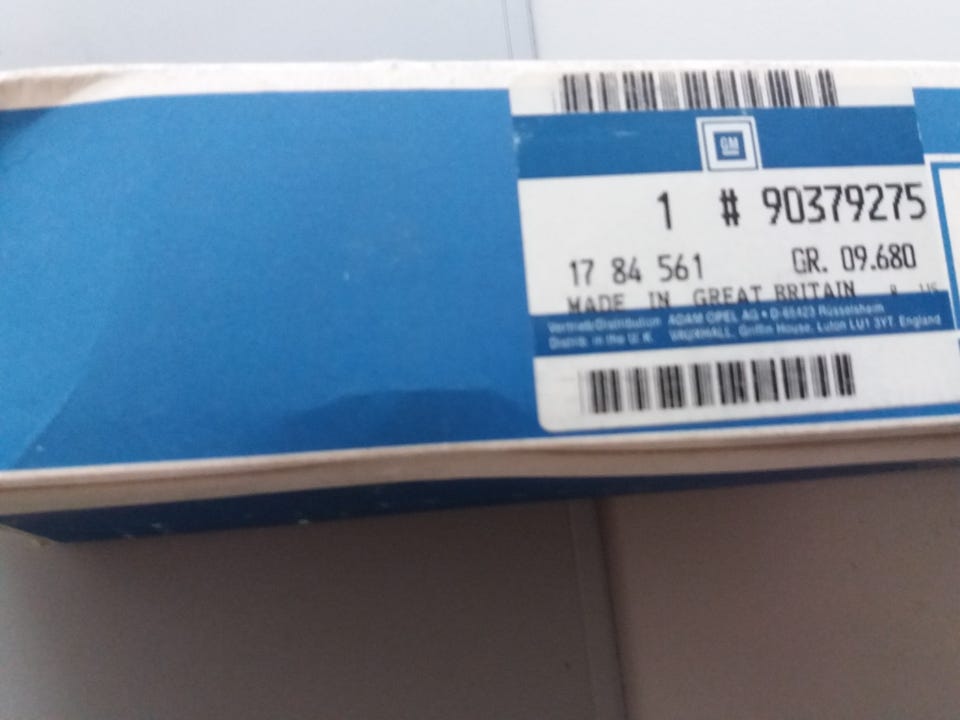 GM
1 # 90379275
17 84 561 GR. 09.680
MADE IN GREAT BRITAIN
Vertrieb/Distribution ADAM OPEL AG • D-65423 Rüsselsheim
Distrib. in the U.K. VAUXHALL, Griffin House, Luton LU1 3YT. England